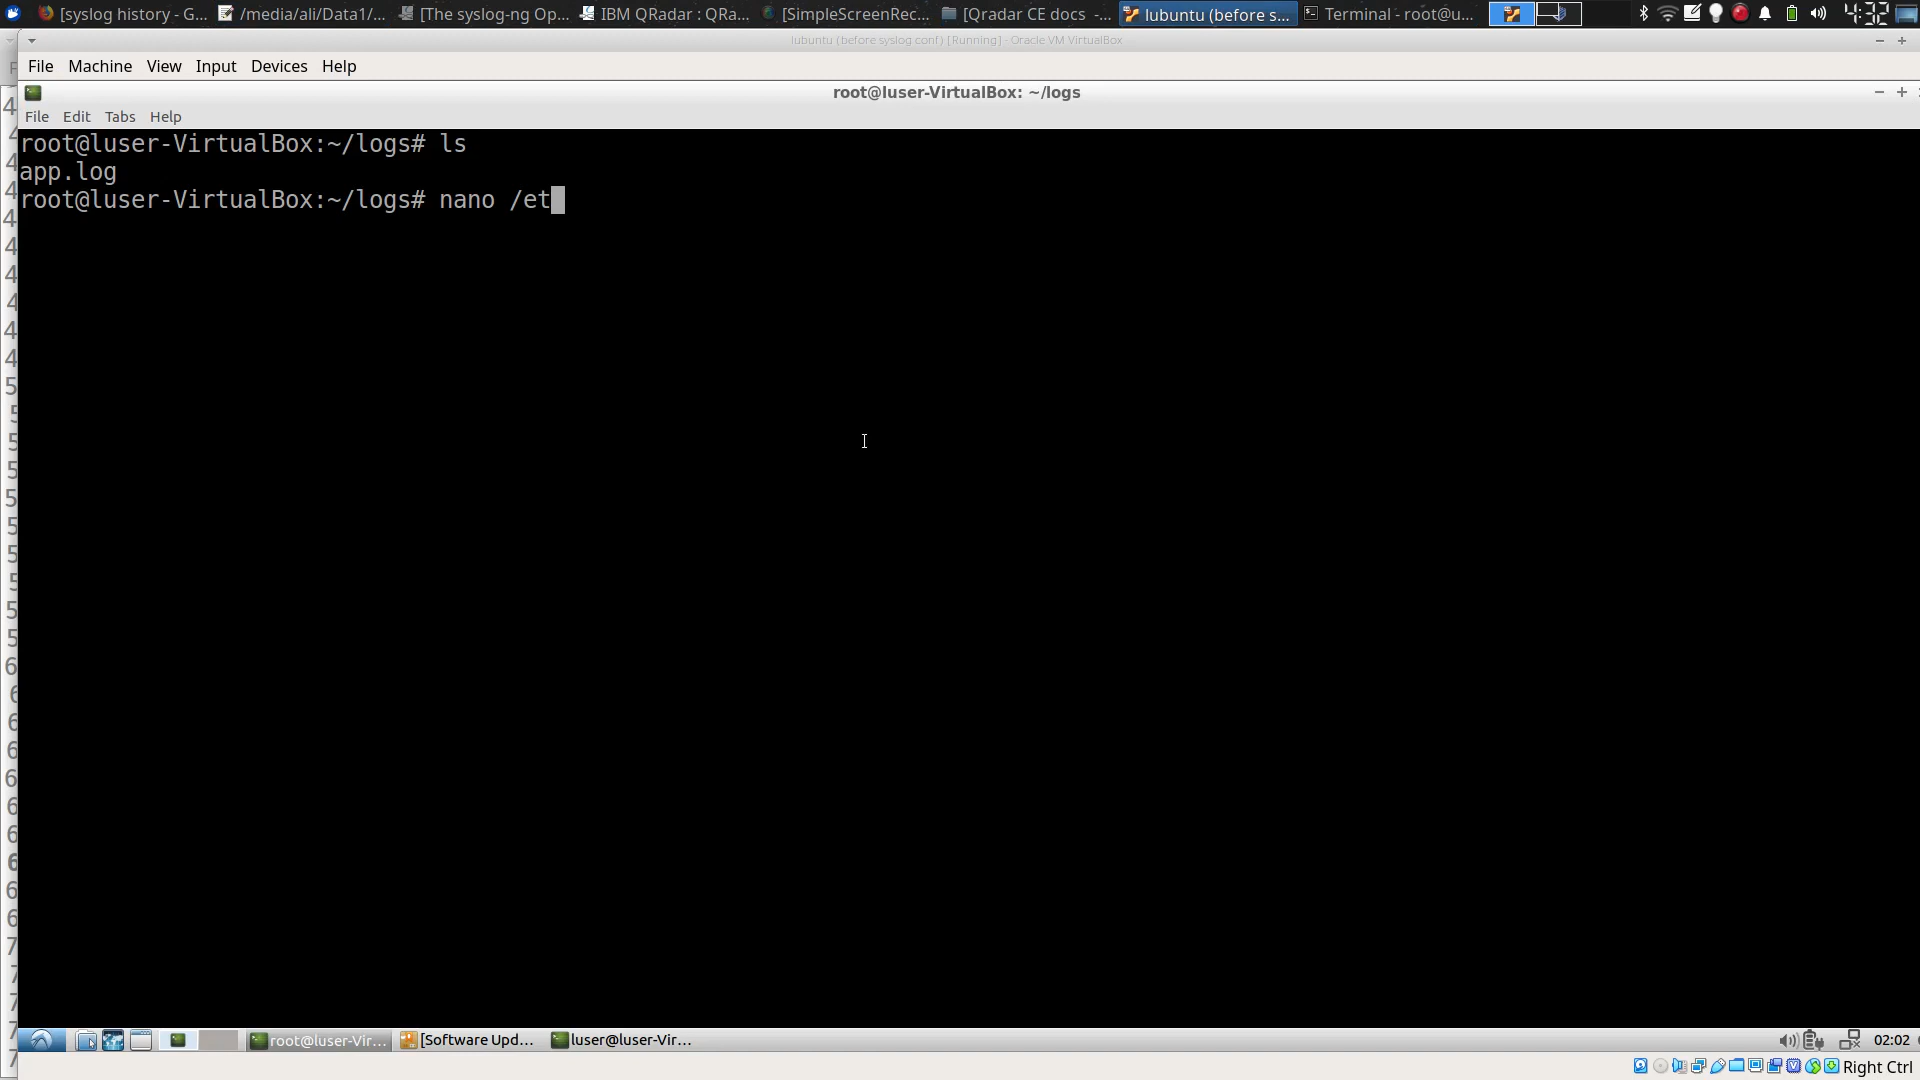 [syslog history - G... /media/ali/Data1/... [The syslog-ng Op... IBM QRadar : QRa... [SimpleScreenRec... [Qradar CE docs -... lubuntu (before s... Terminal - root@u...
lubuntu (before syslog conf) [Running] - Oracle VM VirtualBox
File Machine View Input Devices Help
root@luser-VirtualBox: ~/logs
File Edit Tabs Help
root@luser-VirtualBox:~/logs# ls
app.log
root@luser-VirtualBox:~/logs# nano /et
root@luser-Vir... [Software Upd... luser@luser-Vir... 02:02
Right Ctrl